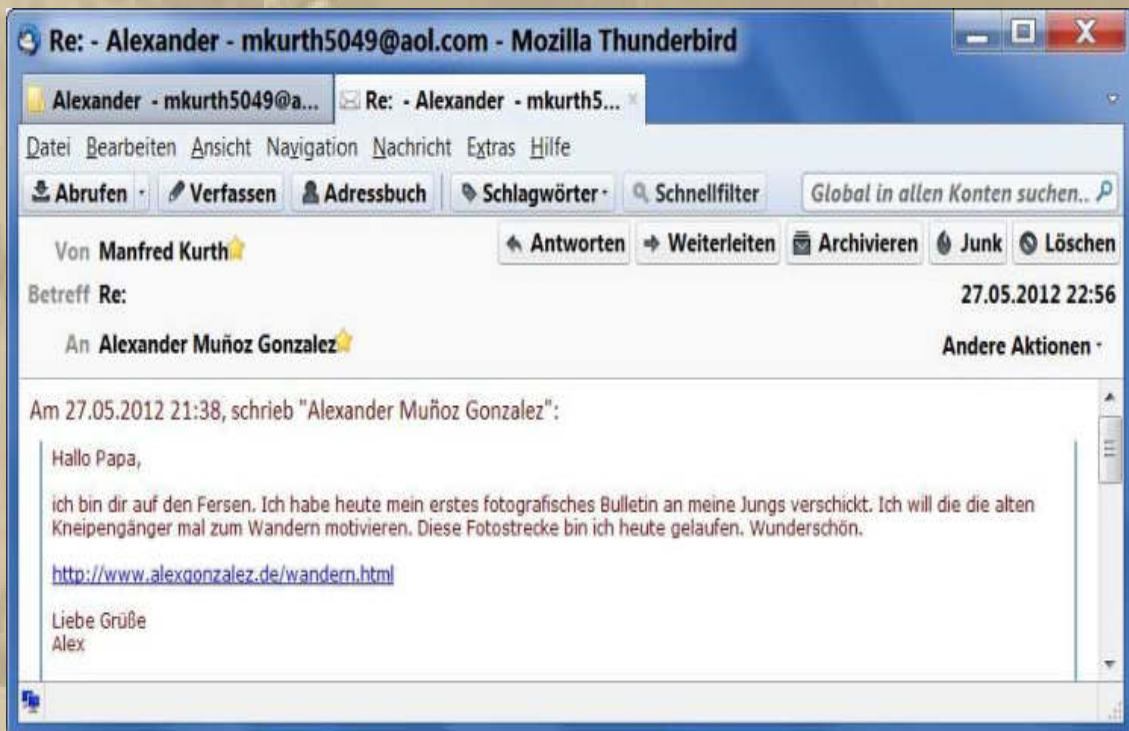 Re: - Alexander - mkurth5049@aol.com - Mozilla Thunderbird
Alexander - mkurth5049@a... Re: - Alexander - mkurth5...
Datei Bearbeiten Ansicht Navigation Nachricht Extras Hilfe
Abrufen Verfassen Adressbuch Schlagwörter Schnellfilter Global in allen Konten suchen..
Von Manfred Kurth Antworten Weiterleiten Archivieren Junk Löschen
Betreff Re: 27.05.2012 22:56
An Alexander Muñoz Gonzalez Andere Aktionen
Am 27.05.2012 21:38, schrieb "Alexander Muñoz Gonzalez":
Hallo Papa,
ich bin dir auf den Fersen. Ich habe heute mein erstes fotografisches Bulletin an meine Jungs verschickt. Ich will die die alten
Kneipengänger mal zum Wandern motivieren. Diese Fotostrecke bin ich heute gelaufen. Wunderschön.
http://www.alexgonzalez.de/wandern.html
Liebe Grüße
Alex